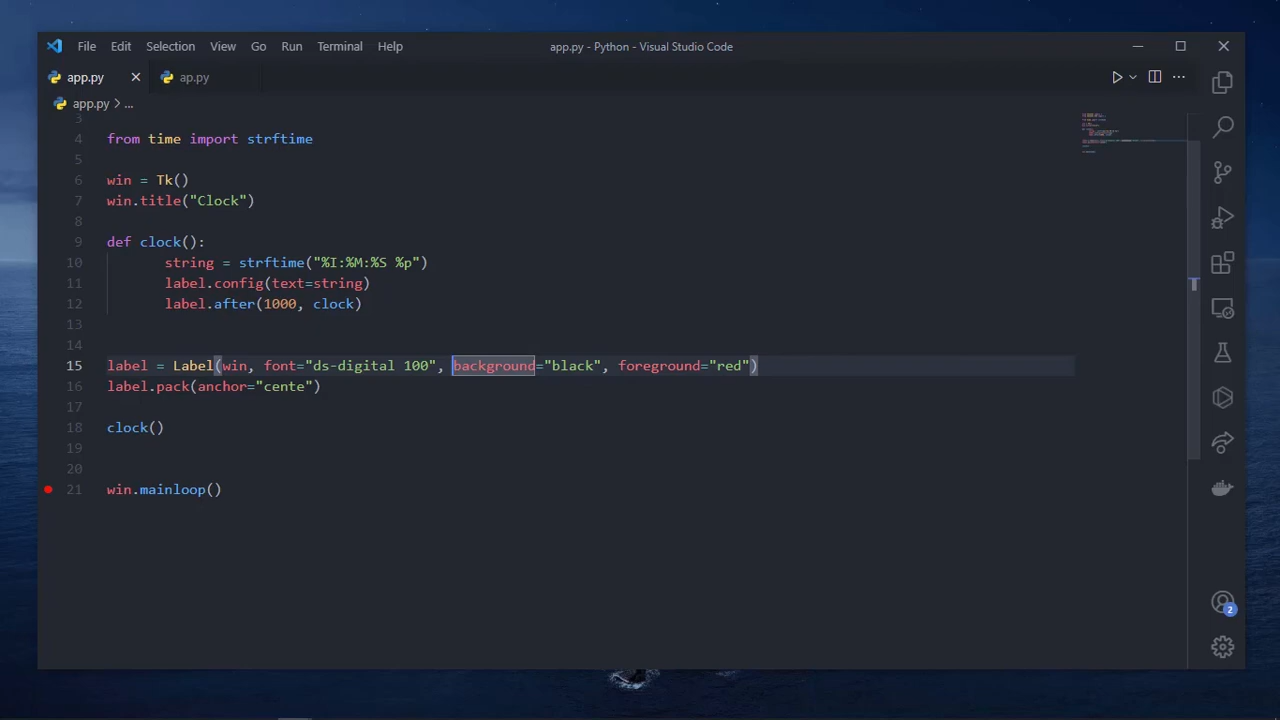 File Edit Selection View Go Run Terminal Help app.py - Python - Visual Studio Code
app.py ap.py
app.py > ...
3
4 from time import strftime
5
6 win = Tk()
7 win.title("Clock")
8
9 def clock():
10 string = strftime("%I:%M:%S %p")
11 label.config(text=string)
12 label.after(1000, clock)
13
14
15 label = Label(win, font="ds-digital 100", background="black", foreground="red")
16 label.pack(anchor="cente")
17
18 clock()
19
20
21 win.mainloop()
2